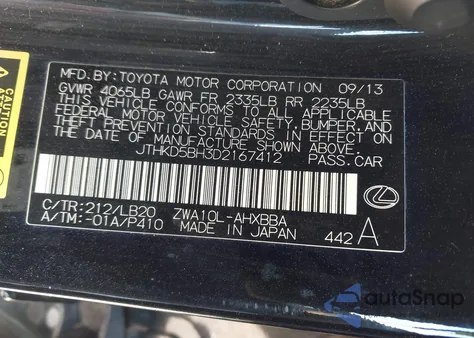 MFD.BY:TOYOTA MOTOR CORPORATION 09/13
GVWR 4065LB GAWR FR 2335LB RR 2235LB
THIS VEHICLE CONFORMS TO ALL APPLICABLE
FEDERAL MOTOR VEHICLE SAFETY, BUMPER, AND
THEFT PREVENTION STANDARDS IN EFFECT ON
THE DATE OF MANUFACTURE SHOWN ABOVE.
JTHKD5BH3D2167412 PASS.CAR
C/TR:212/LB20 ZWA10L-AHXBBA
A/TM:-01A/P410 MADE IN JAPAN 442 A
CAUTION
autoSnap